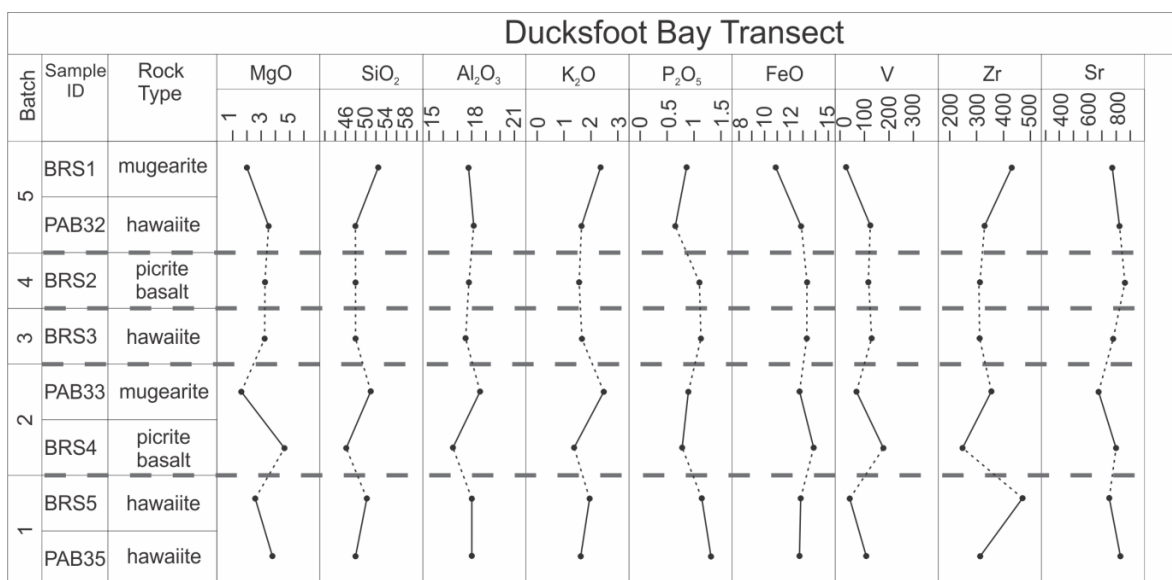 Ducksfoot Bay Transect
Batch
Sample
ID
Rock
Type
MgO
SiO₂
Al₂O₃
K₂O
P₂O₅
FeO
V
Zr
Sr
1 3 5
46 50 54 58
15 18 21
0 1 2 3
0 0.5 1 1.5
8 10 12 15
0 100 200 300
200 300 400 500
400 600 800
5
BRS1 mugearite
PAB32 hawaiite
4
BRS2 picrite
basalt
3
BRS3 hawaiite
2
PAB33 mugearite
BRS4 picrite
basalt
1
BRS5 hawaiite
PAB35 hawaiite